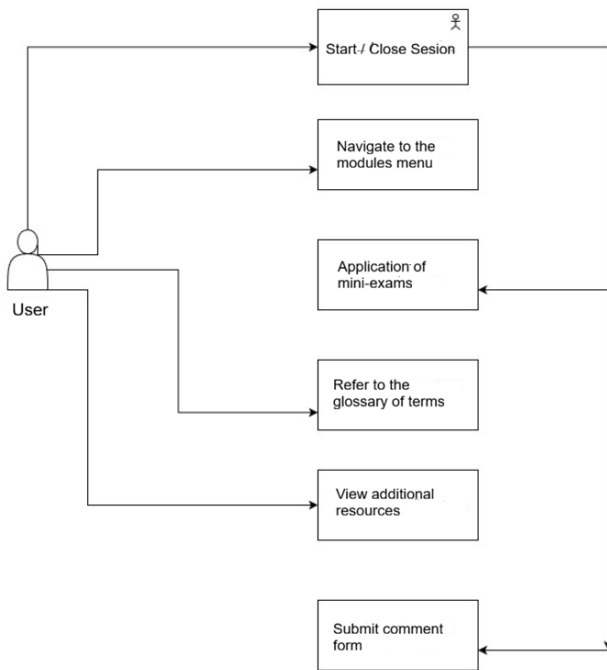 Start / Close Sesion
Navigate to the
modules menu
Application of
mini-exams
User
Refer to the
glossary of terms
View additional
resources
Submit comment
form